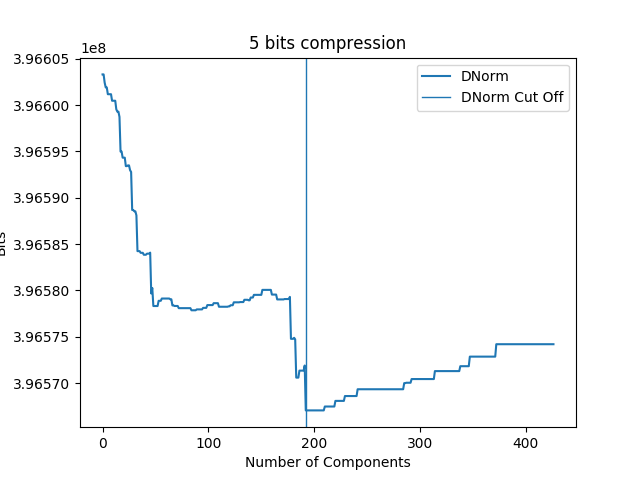 5 bits compression
1e8
3.96605
3.96600
3.96595
3.96590
3.96585
3.96580
3.96575
3.96570
Bits
0 100 200 300 400
Number of Components
DNorm
DNorm Cut Off